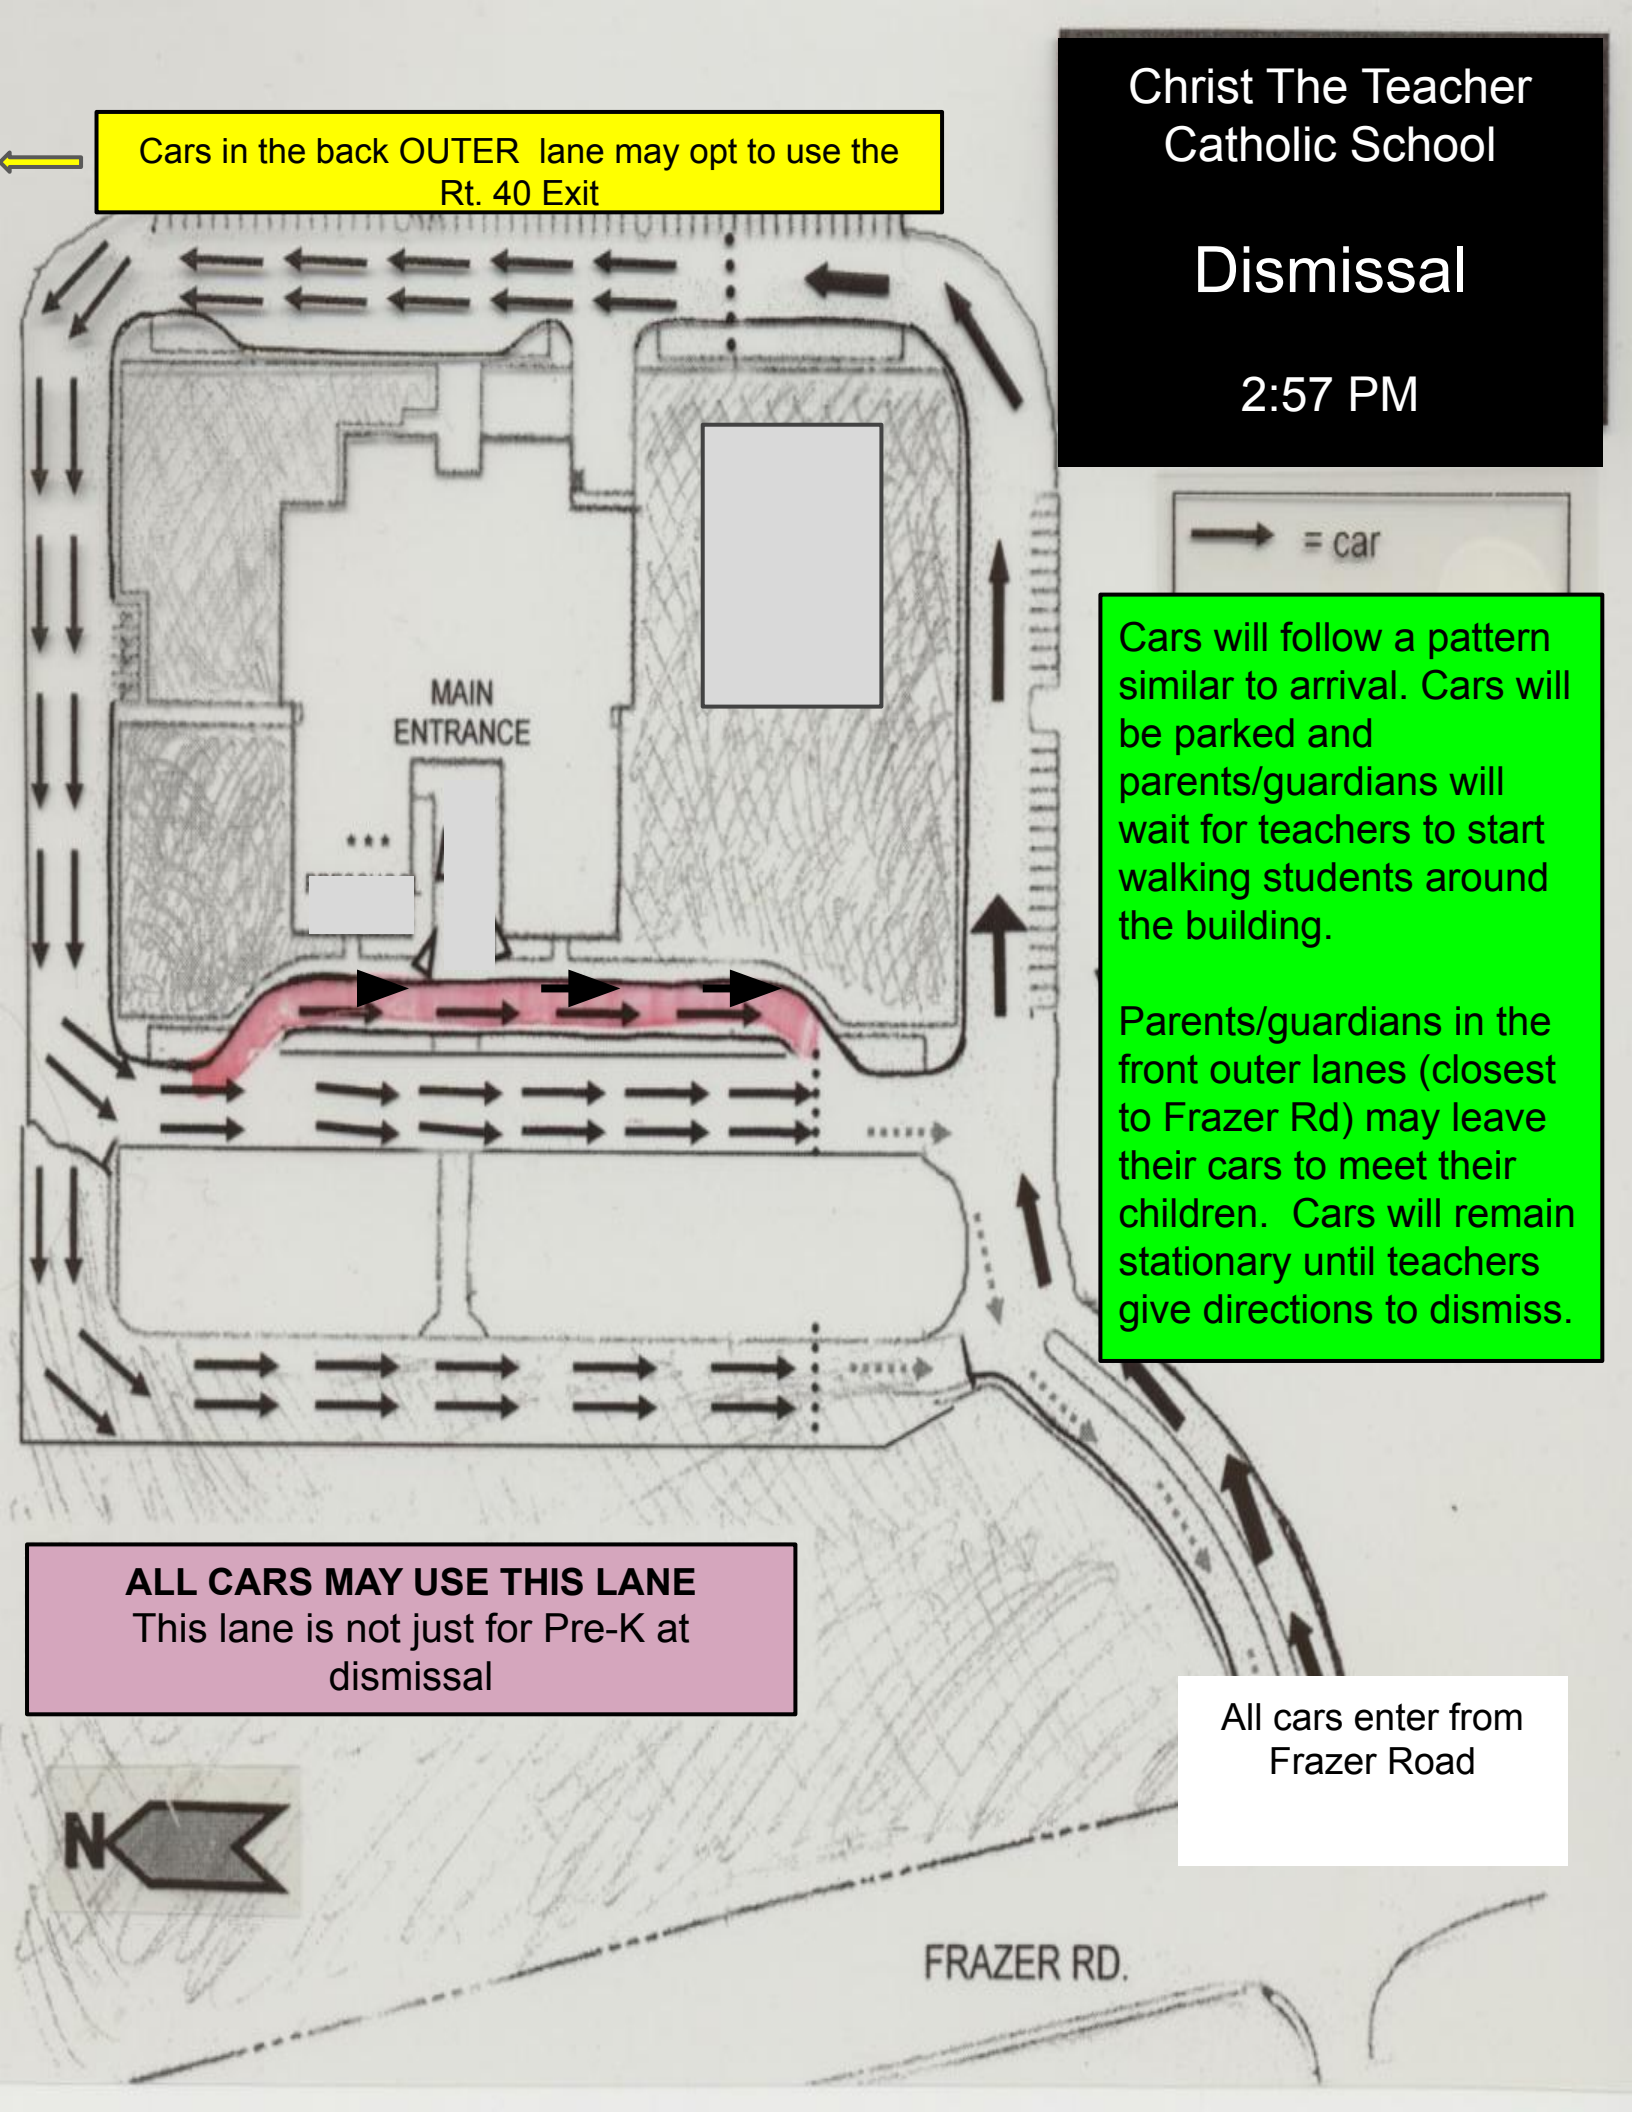 Christ The Teacher
Catholic School
Dismissal
2:57 PM
Cars in the back OUTER  lane may opt to use the
Rt. 40 Exit
= car
Cars will follow a pattern
similar to arrival. Cars will
be parked and
parents/guardians will
wait for teachers to start
walking students around
the building.
Parents/guardians in the
front outer lanes (closest
to Frazer Rd) may leave
their cars to meet their
children.  Cars will remain
stationary until teachers
give directions to dismiss.
MAIN
ENTRANCE
***
ALL CARS MAY USE THIS LANE
This lane is not just for Pre-K at
dismissal
All cars enter from
Frazer Road
N
FRAZER RD.